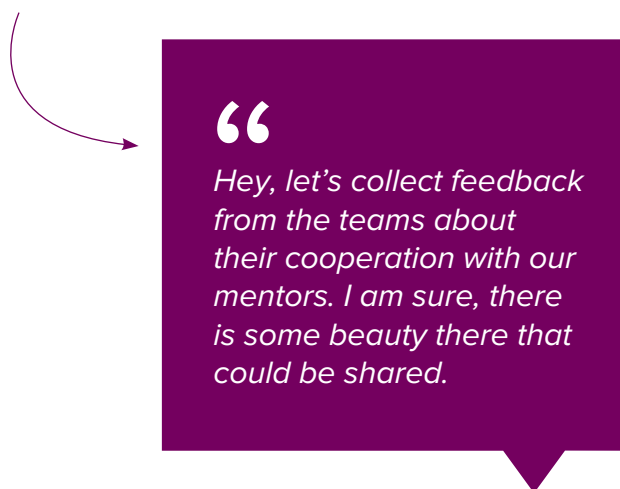 “
Hey, let’s collect feedback
from the teams about
their cooperation with our
mentors. I am sure, there
is some beauty there that
could be shared.